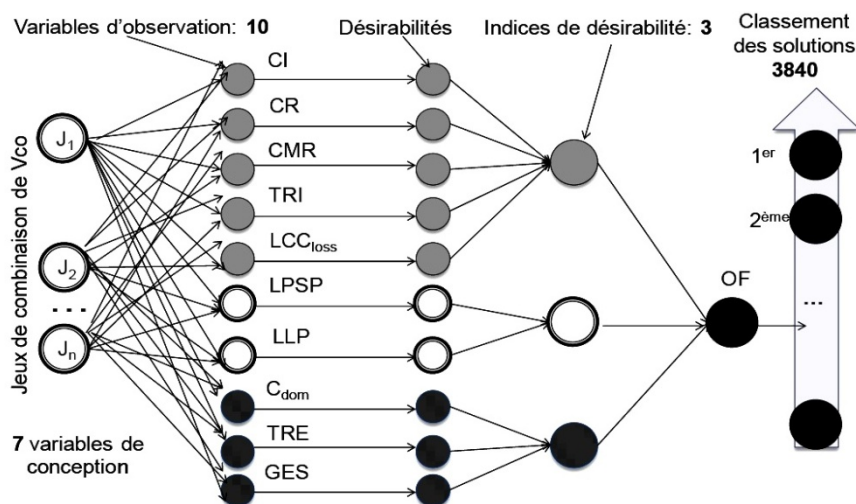 Variables d'observation: 10
Désirabilités
Indices de désirabilité: 3
Classement
des solutions
3840
Jeux de combinaison de Vco
J1
J2
...
Jn
7 variables de
conception
CI
CR
CMR
TRI
LCCloss
LPSP
LLP
Cdom
TRE
GES
OF
1er
2ème
...